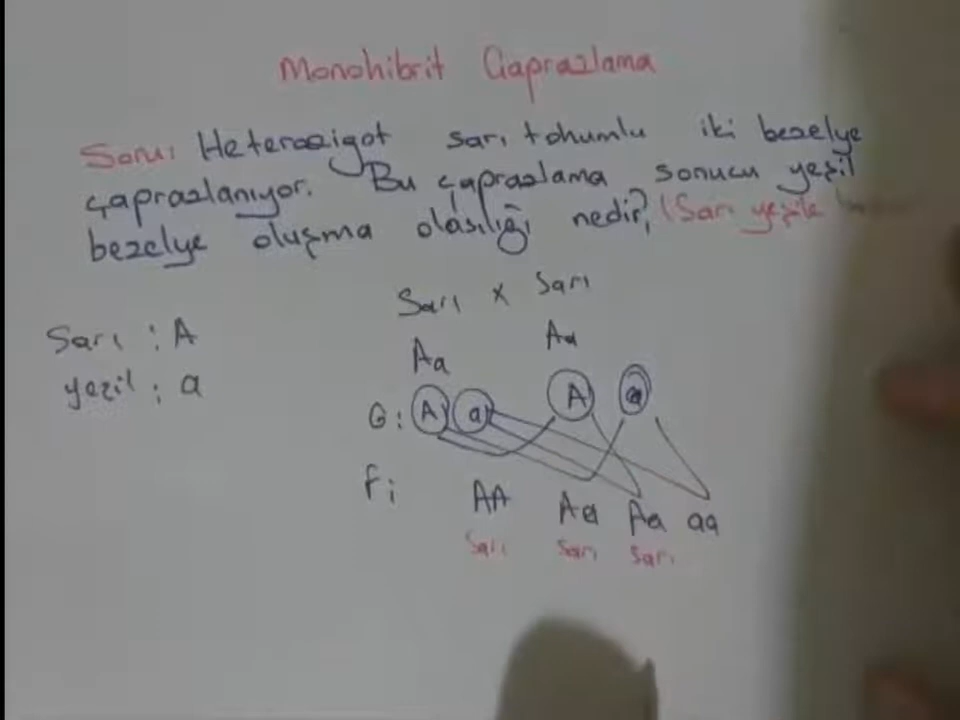 Monohibrit Çaprazlama
Soru: Heterozigot sarı tohumlu iki bezelye
çaprazlanıyor. Bu çaprazlama sonucu yeşil
bezelye oluşma olasılığı nedir? (Sarı yeşile
Sarı x Sarı
Sarı : A
Aa Aa
yeşil : a
G: A a A a
F1 AA Aa Aa aa
Sarı Sarı Sarı